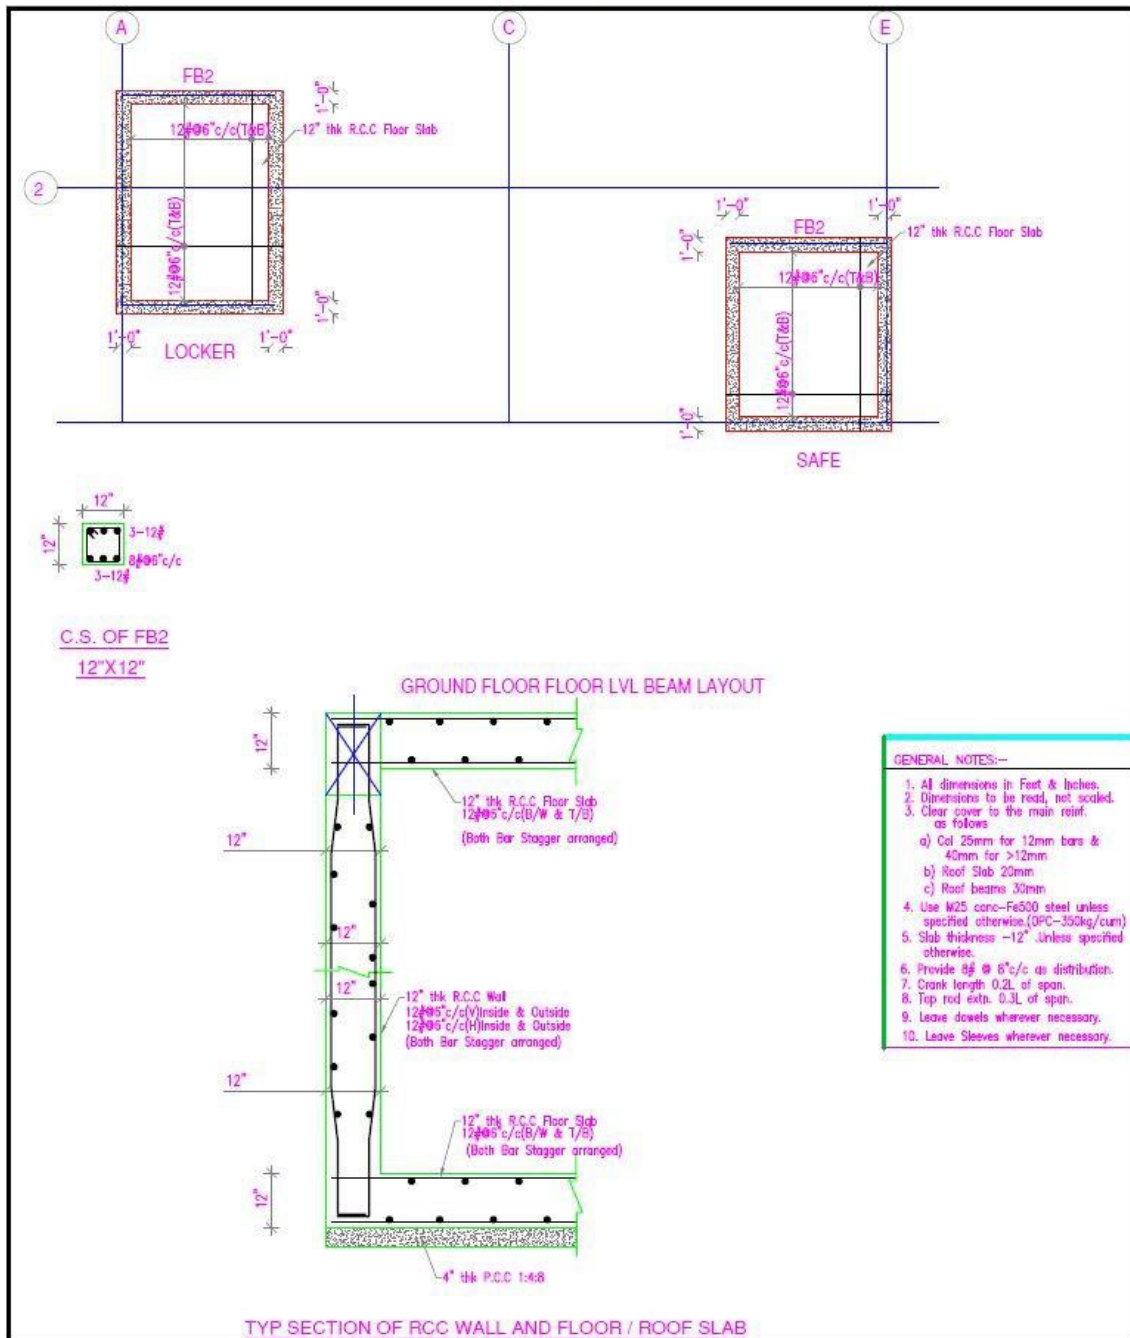 A
C
E
FB2
1'-0"
12#@6"c/c(T&B)
12" thk R.C.C Floor Slab
2
12#@6"c/c(T&B)
1'-0"
1'-0"
1'-0"
LOCKER
1'-0"
1'-0"
FB2
12" thk R.C.C Floor Slab
1'-0"
12#@6"c/c(T&B)
12#@6"c/c(T&B)
1'-0"
SAFE
12"
12"
3-12#
8#@6"c/c
3-12#
C.S. OF FB2
12"X12"
GROUND FLOOR FLOOR LVL BEAM LAYOUT
12"
12" thk R.C.C Floor Slab
12#@6"c/c(B/W & T/B)
(Both Bar Stagger arranged)
12"
12"
12"
12" thk R.C.C Wall
12#@6"c/c(V)Inside & Outside
12#@6"c/c(H)Inside & Outside
(Both Bar Stagger arranged)
12"
12" thk R.C.C Floor Slab
12#@6"c/c(B/W & T/B)
(Both Bar Stagger arranged)
12"
4" thk P.C.C 1:4:8
TYP SECTION OF RCC WALL AND FLOOR / ROOF SLAB
GENERAL NOTES:-
1. All dimensions in Feet & Inches.
2. Dimensions to be read, not scaled.
3. Clear cover to the main reinf.
as follows
a) Col 25mm for 12mm bars &
40mm for >12mm
b) Roof Slab 20mm
c) Roof beams 30mm
4. Use M25 conc-Fe500 steel unless
specified otherwise.(OPC-350kg/cum)
5. Slab thickness -12" .Unless specified
otherwise.
6. Provide 8# @ 8"c/c as distribution.
7. Crank length 0.2L of span.
8. Top rod extn. 0.3L of span.
9. Leave dowels wherever necessary.
10. Leave Sleeves wherever necessary.